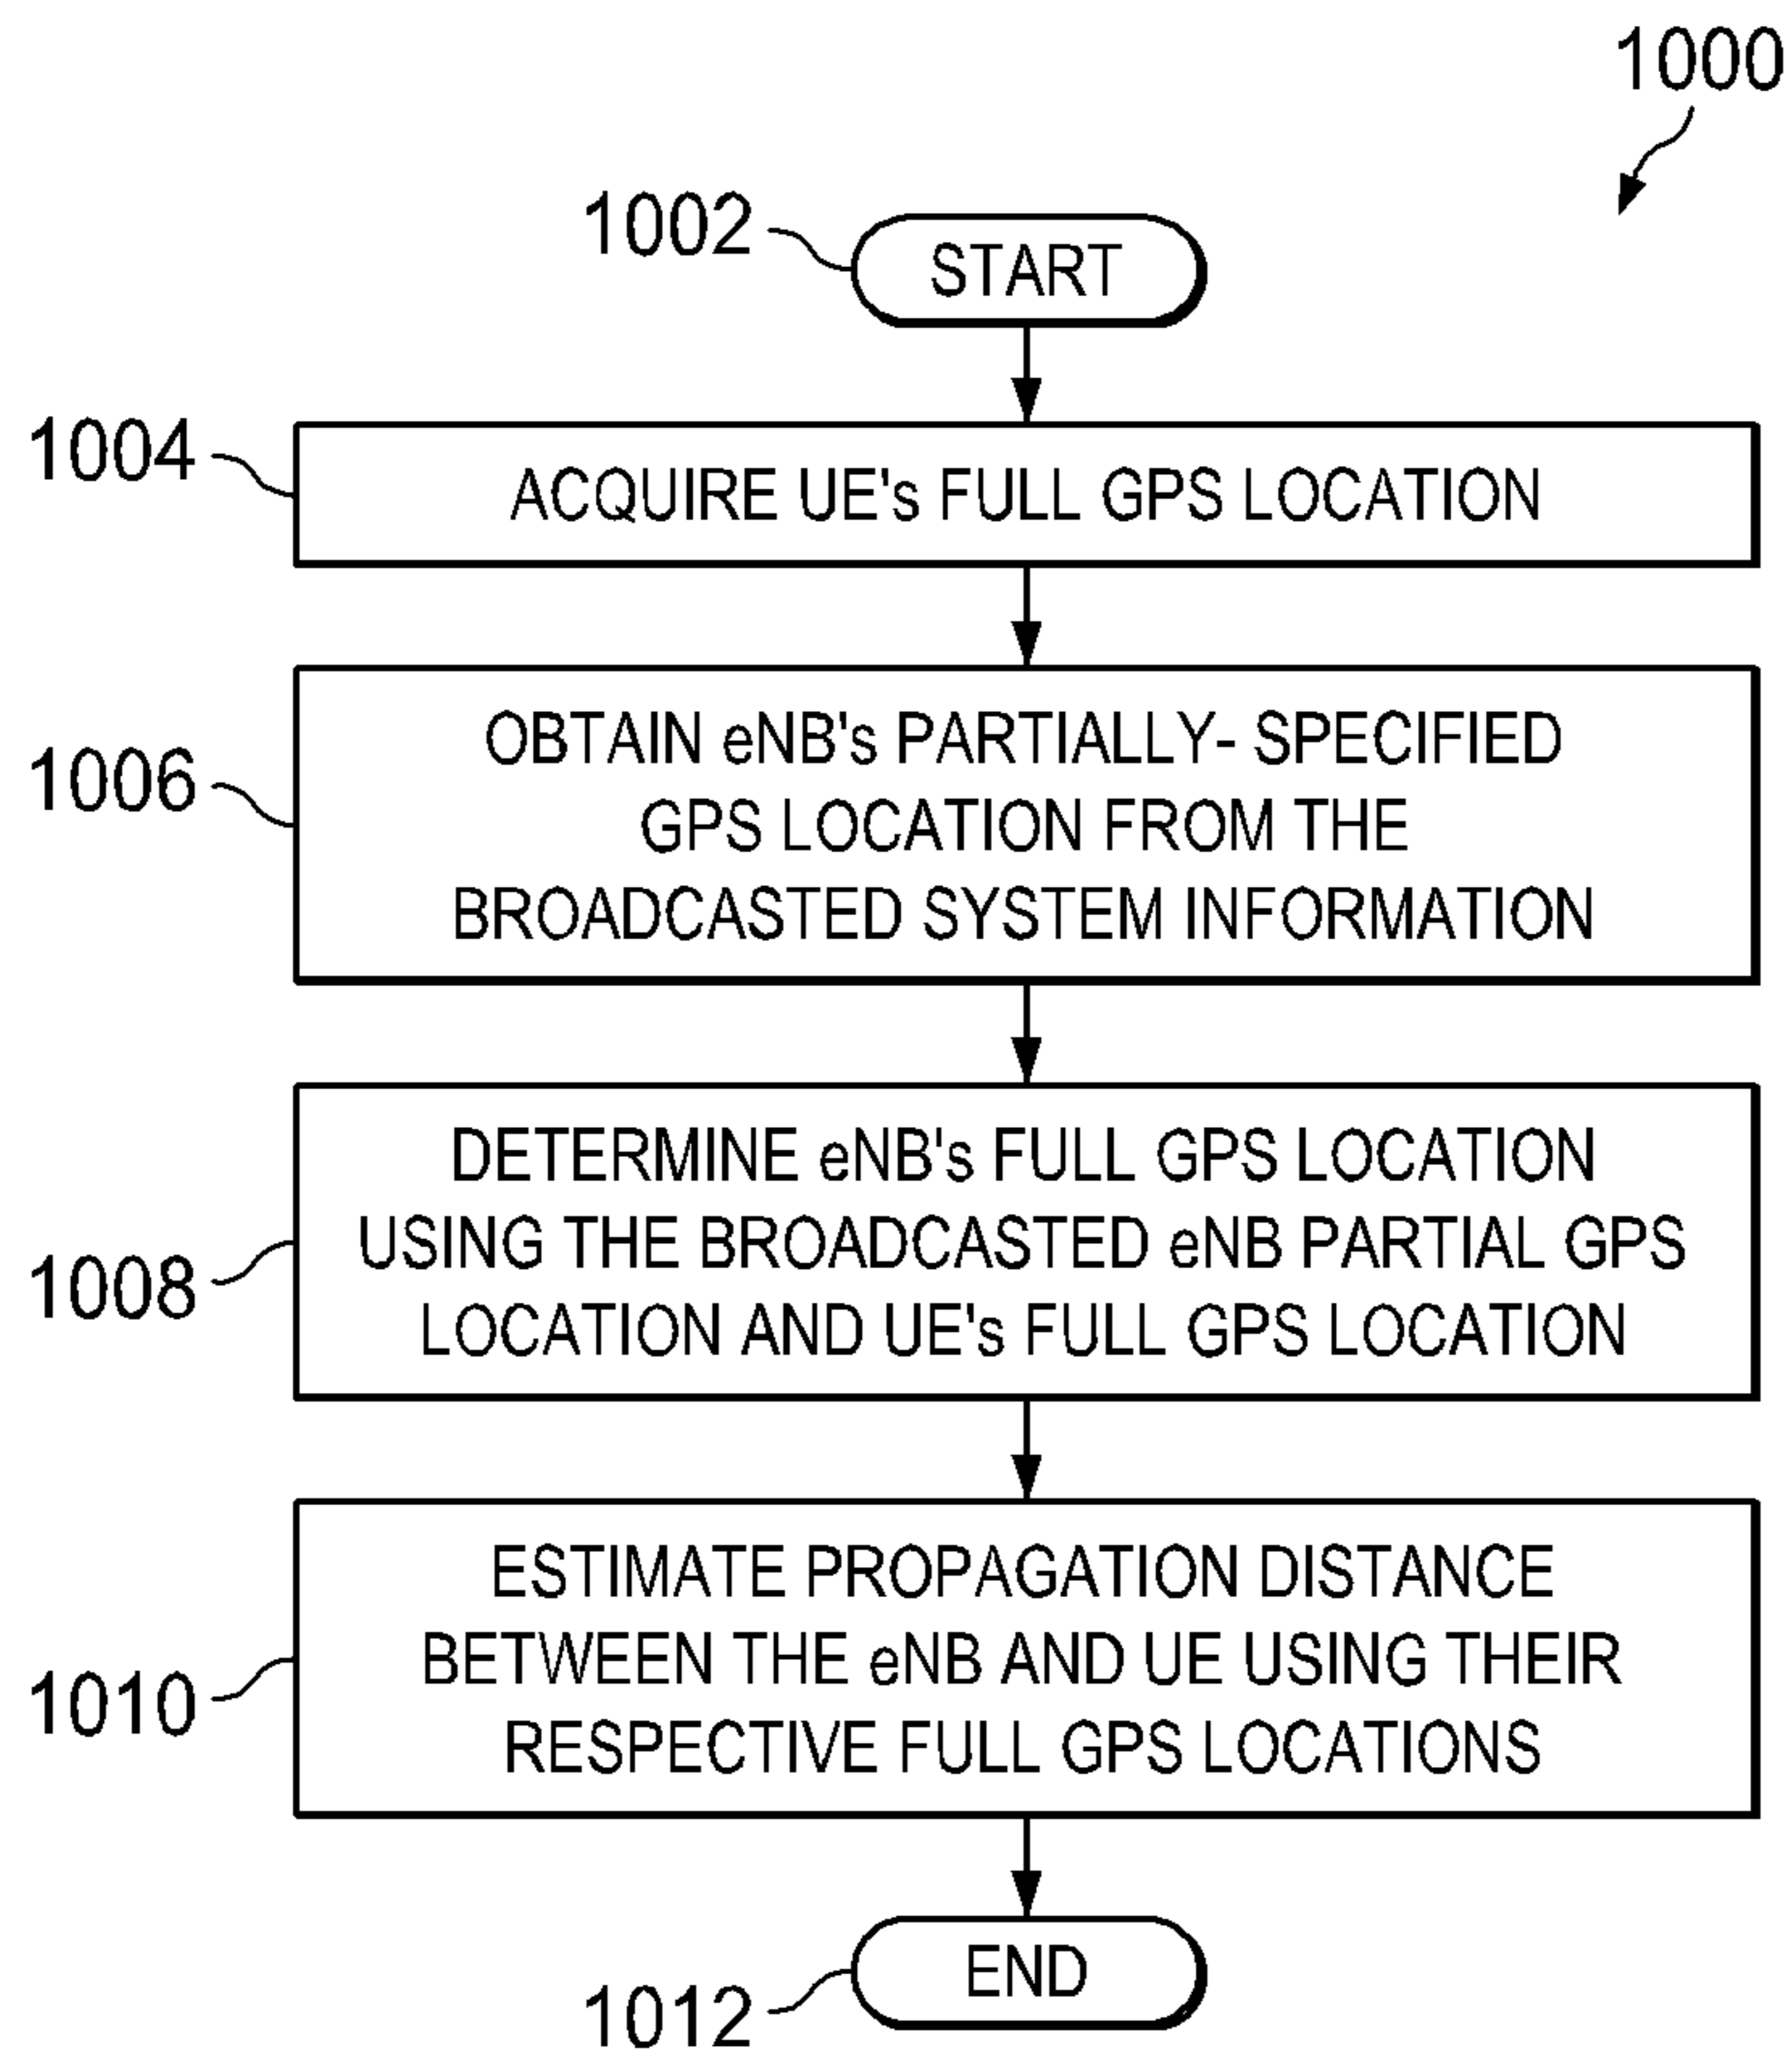 1000
1002
START
1004
ACQUIRE UE's FULL GPS LOCATION
1006
OBTAIN eNB's PARTIALLY- SPECIFIED
GPS LOCATION FROM THE
BROADCASTED SYSTEM INFORMATION
1008
DETERMINE eNB's FULL GPS LOCATION
USING THE BROADCASTED eNB PARTIAL GPS
LOCATION AND UE's FULL GPS LOCATION
1010
ESTIMATE PROPAGATION DISTANCE
BETWEEN THE eNB AND UE USING THEIR
RESPECTIVE FULL GPS LOCATIONS
1012
END